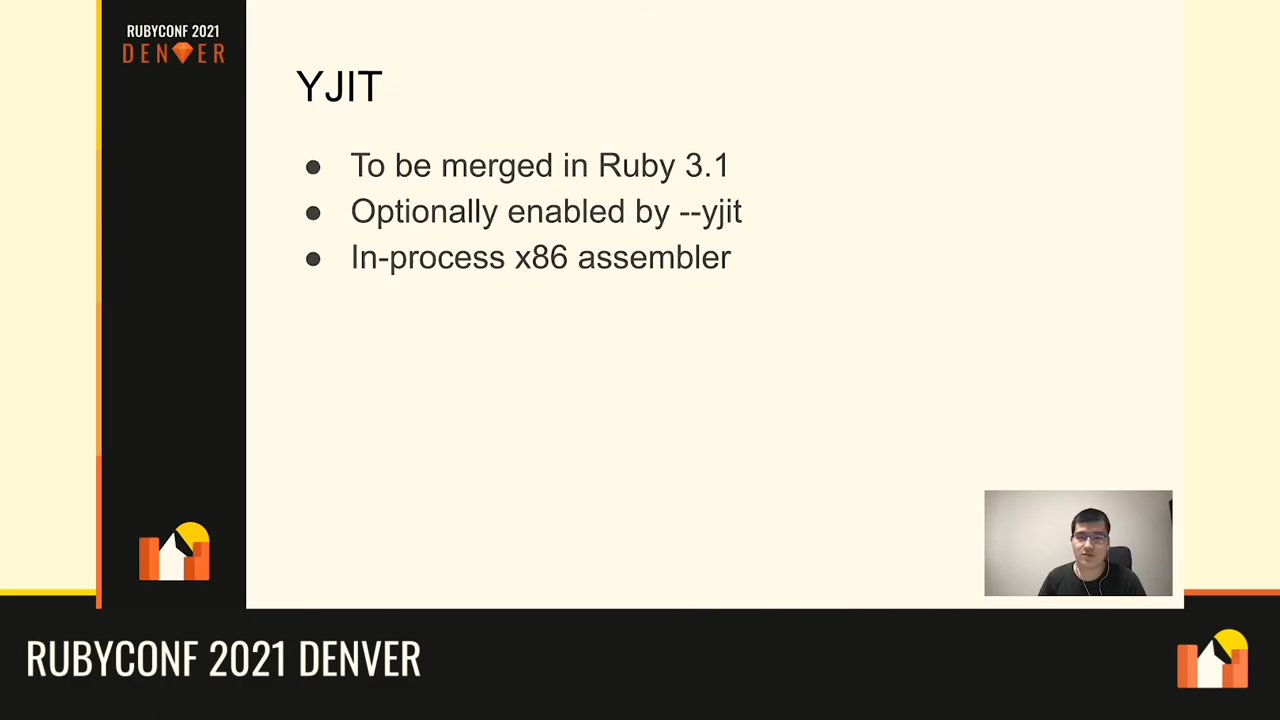 RUBYCONF 2021
DENVER
YJIT
● To be merged in Ruby 3.1
● Optionally enabled by --yjit
● In-process x86 assembler
RUBYCONF 2021 DENVER